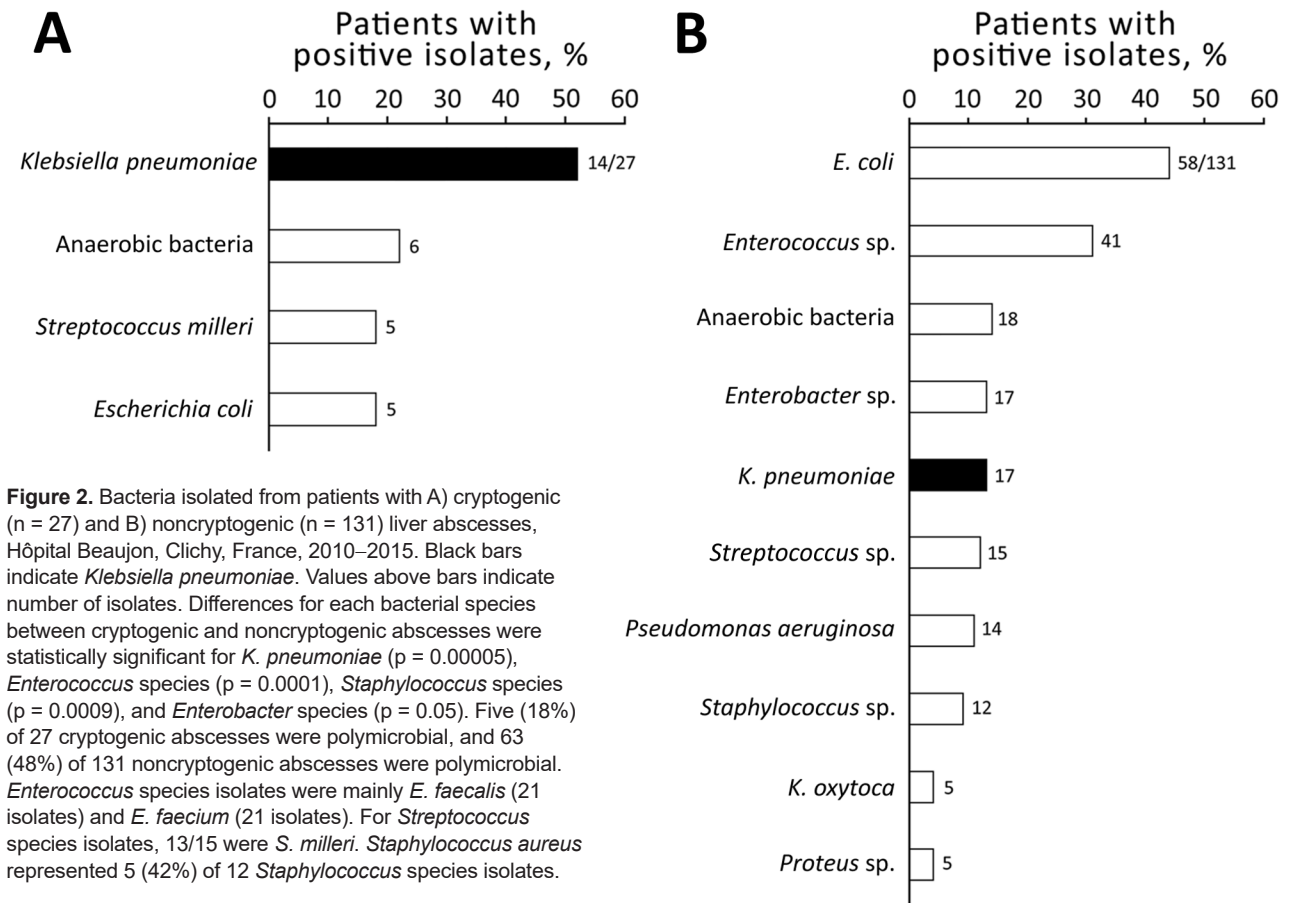 A
Patients with
positive isolates, %
0 10 20 30 40 50 60
Klebsiella pneumoniae 14/27
Anaerobic bacteria 6
Streptococcus milleri 5
Escherichia coli 5
Figure 2. Bacteria isolated from patients with A) cryptogenic
(n = 27) and B) noncryptogenic (n = 131) liver abscesses,
Hôpital Beaujon, Clichy, France, 2010–2015. Black bars
indicate Klebsiella pneumoniae. Values above bars indicate
number of isolates. Differences for each bacterial species
between cryptogenic and noncryptogenic abscesses were
statistically significant for K. pneumoniae (p = 0.00005),
Enterococcus species (p = 0.0001), Staphylococcus species
(p = 0.0009), and Enterobacter species (p = 0.05). Five (18%)
of 27 cryptogenic abscesses were polymicrobial, and 63
(48%) of 131 noncryptogenic abscesses were polymicrobial.
Enterococcus species isolates were mainly E. faecalis (21
isolates) and E. faecium (21 isolates). For Streptococcus
species isolates, 13/15 were S. milleri. Staphylococcus aureus
represented 5 (42%) of 12 Staphylococcus species isolates.
B
Patients with
positive isolates, %
0 10 20 30 40 50 60
E. coli 58/131
Enterococcus sp. 41
Anaerobic bacteria 18
Enterobacter sp. 17
K. pneumoniae 17
Streptococcus sp. 15
Pseudomonas aeruginosa 14
Staphylococcus sp. 12
K. oxytoca 5
Proteus sp. 5